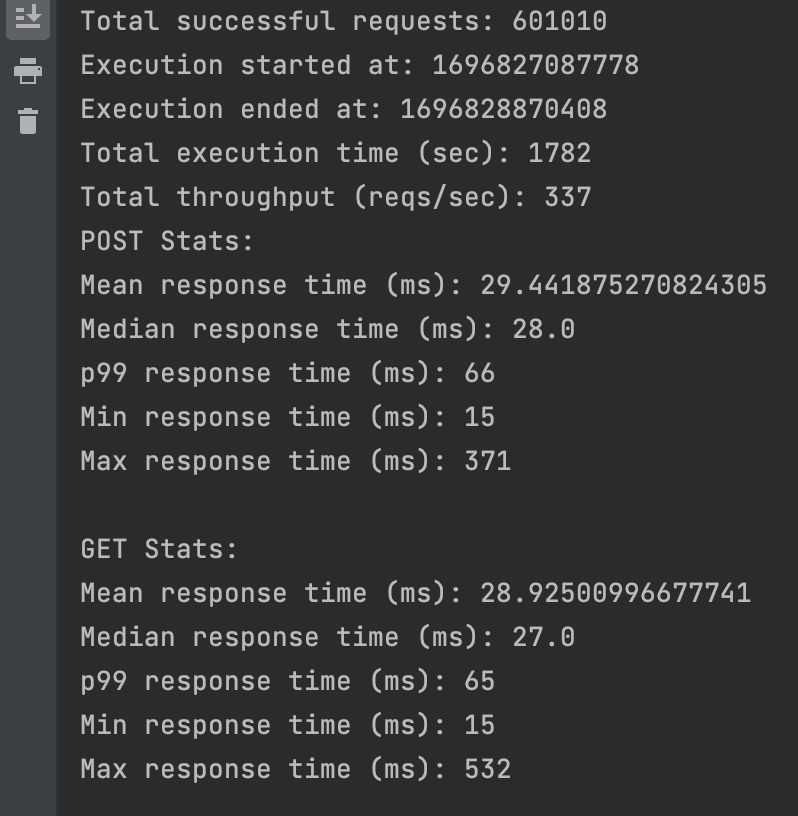 Total successful requests: 601010
Execution started at: 1696827087778
Execution ended at: 1696828870408
Total execution time (sec): 1782
Total throughput (reqs/sec): 337
POST Stats:
Mean response time (ms): 29.441875270824305
Median response time (ms): 28.0
p99 response time (ms): 66
Min response time (ms): 15
Max response time (ms): 371
GET Stats:
Mean response time (ms): 28.92500996677741
Median response time (ms): 27.0
p99 response time (ms): 65
Min response time (ms): 15
Max response time (ms): 532